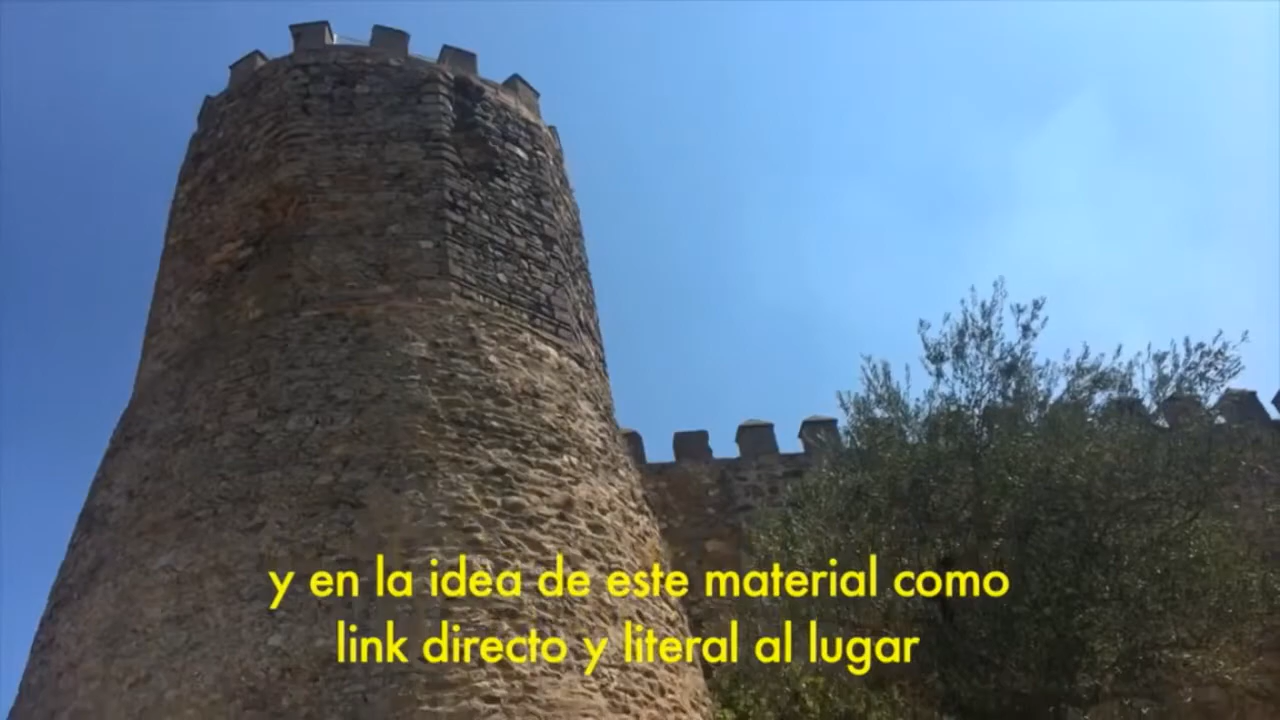 y en la idea de este material como
link directo y literal al lugar